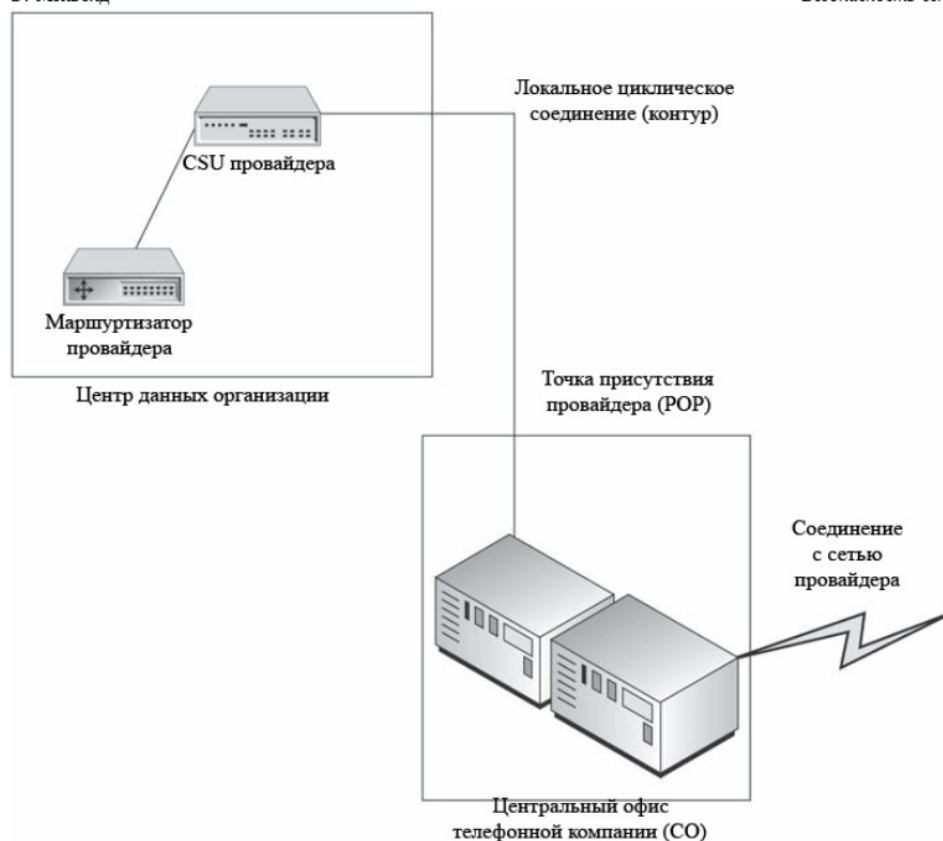 Локальное циклическое
соединение (контур)
CSU провайдера
Маршуртизатор
провайдера
Центр данных организации
Точка присутствия
провайдера (POP)
Соединение
с сетью
провайдера
Центральный офис
телефонной компании (CO)